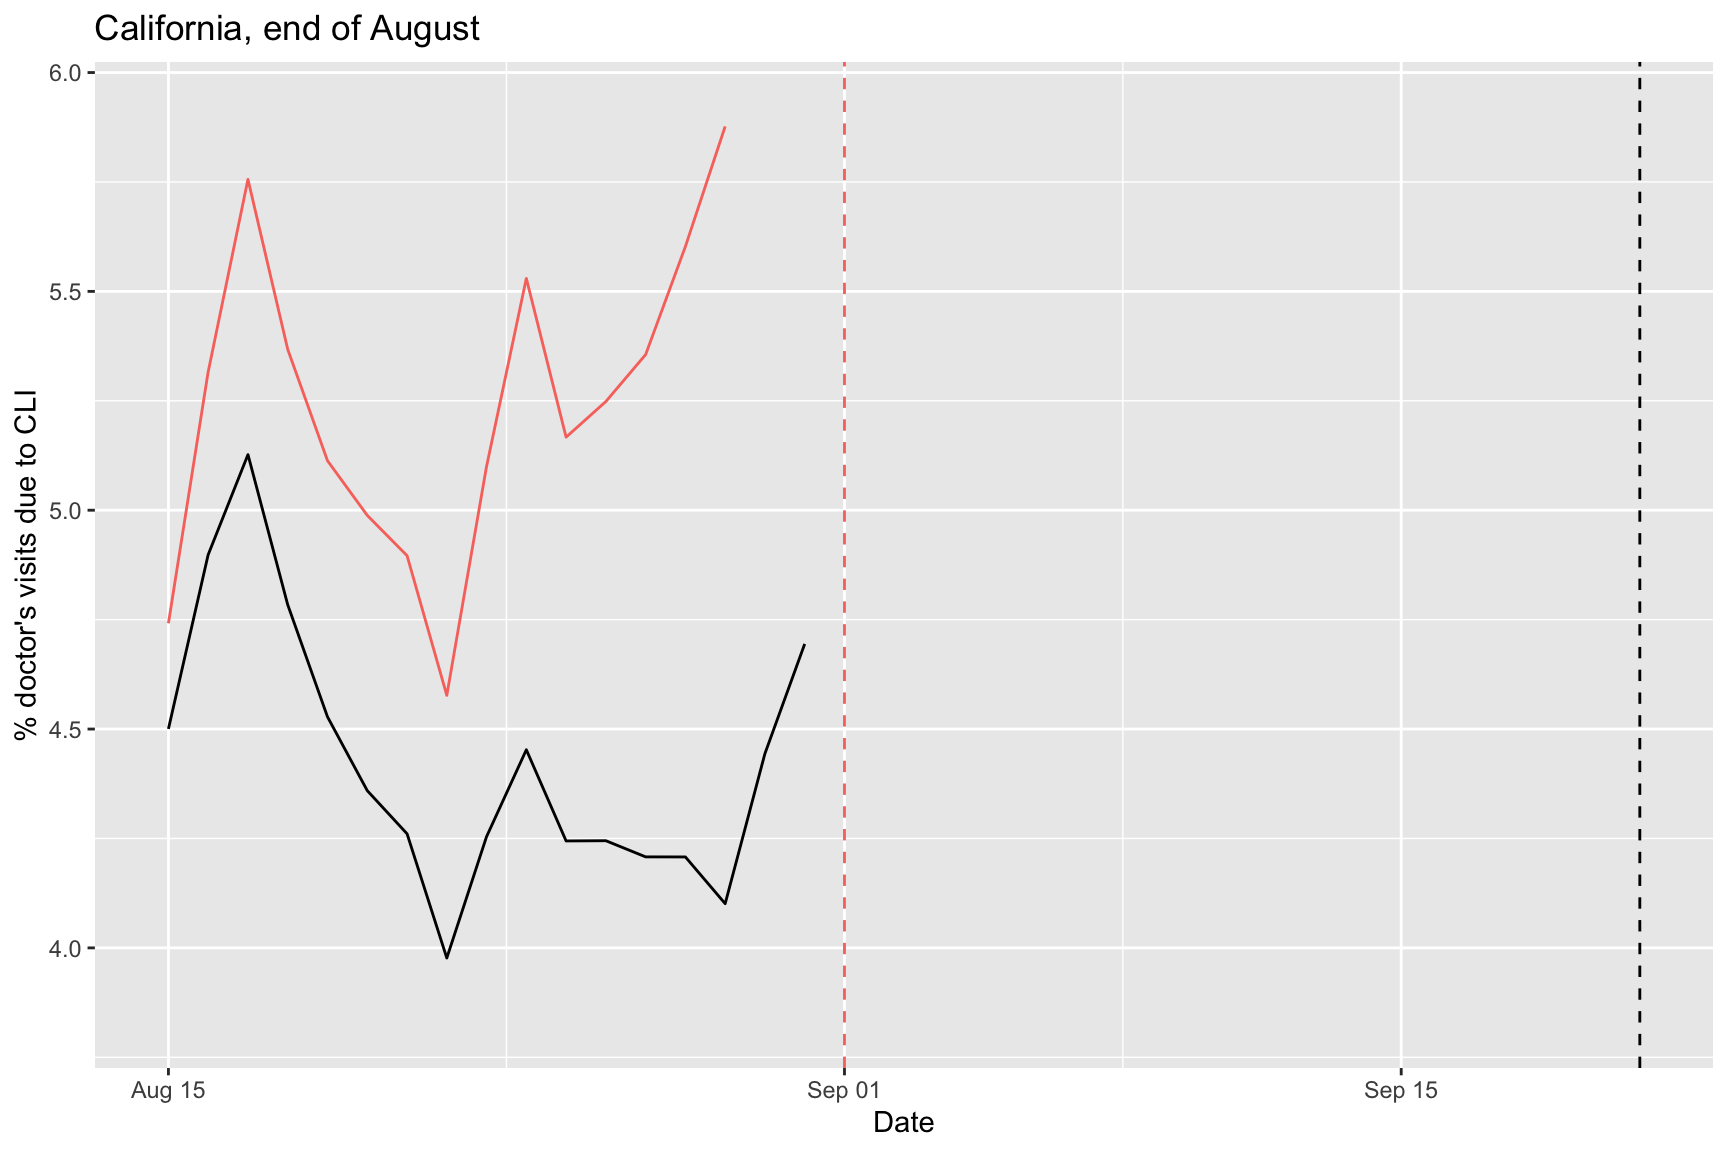 California, end of August
6.0
5.5
5.0
4.5
4.0
% doctor's visits due to CLI
Aug 15
Sep 01
Sep 15
Date